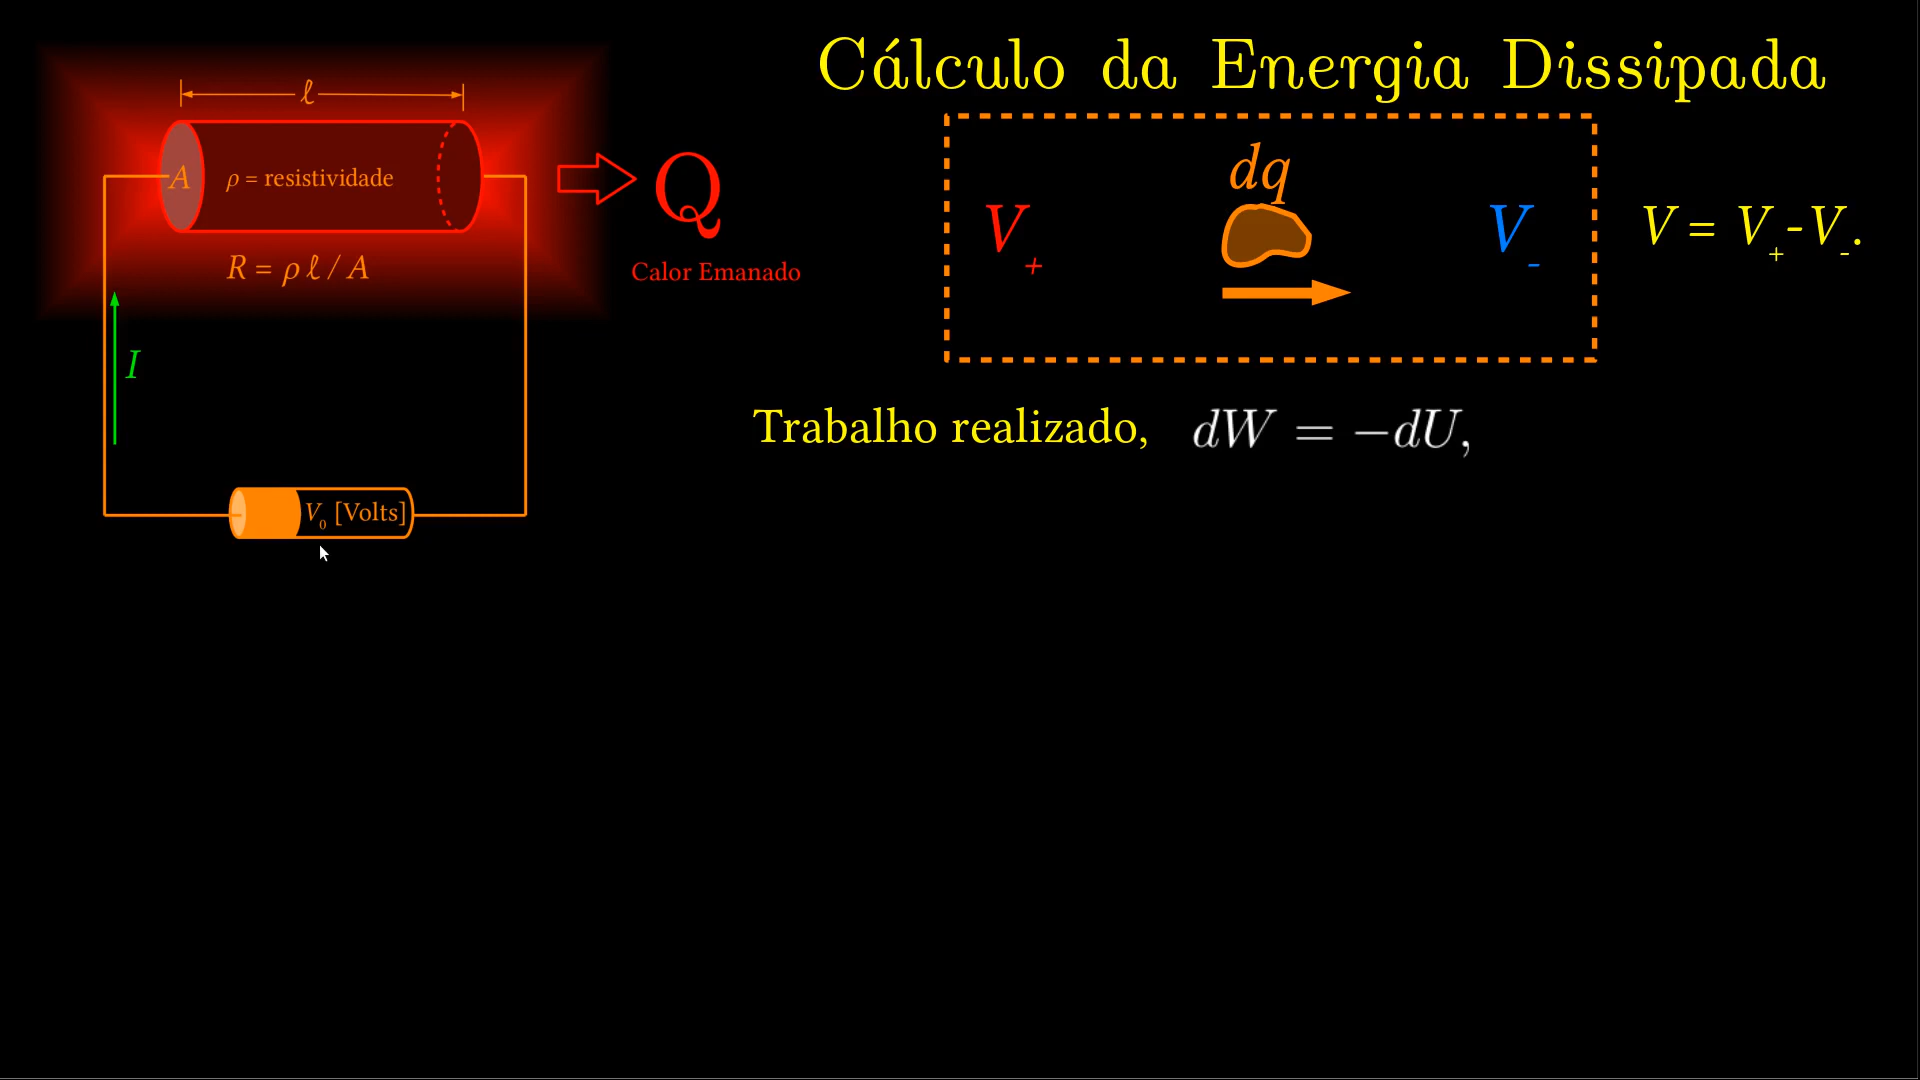 Cálculo da Energia Dissipada
ℓ
A
ρ = resistividade
R = ρ ℓ / A
I
V₀ [Volts]
Q
Calor Emanado
dq
V₊
V₋
V = V₊-V₋.
Trabalho realizado, dW = −dU,